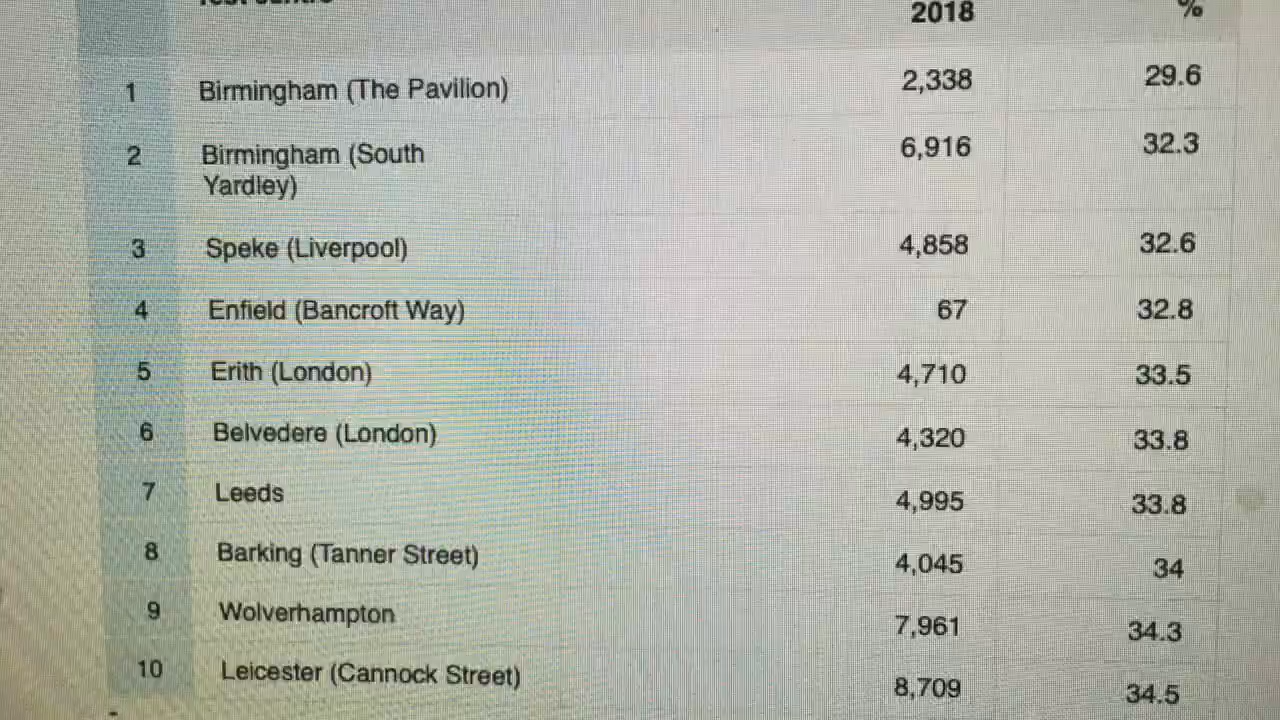 2018 %
1 Birmingham (The Pavilion) 2,338 29.6
2 Birmingham (South 6,916 32.3
Yardley)
3 Speke (Liverpool) 4,858 32.6
4 Enfield (Bancroft Way) 67 32.8
5 Erith (London) 4,710 33.5
6 Belvedere (London) 4,320 33.8
7 Leeds 4,995 33.8
8 Barking (Tanner Street) 4,045 34
9 Wolverhampton 7,961 34.3
10 Leicester (Cannock Street) 8,709 34.5